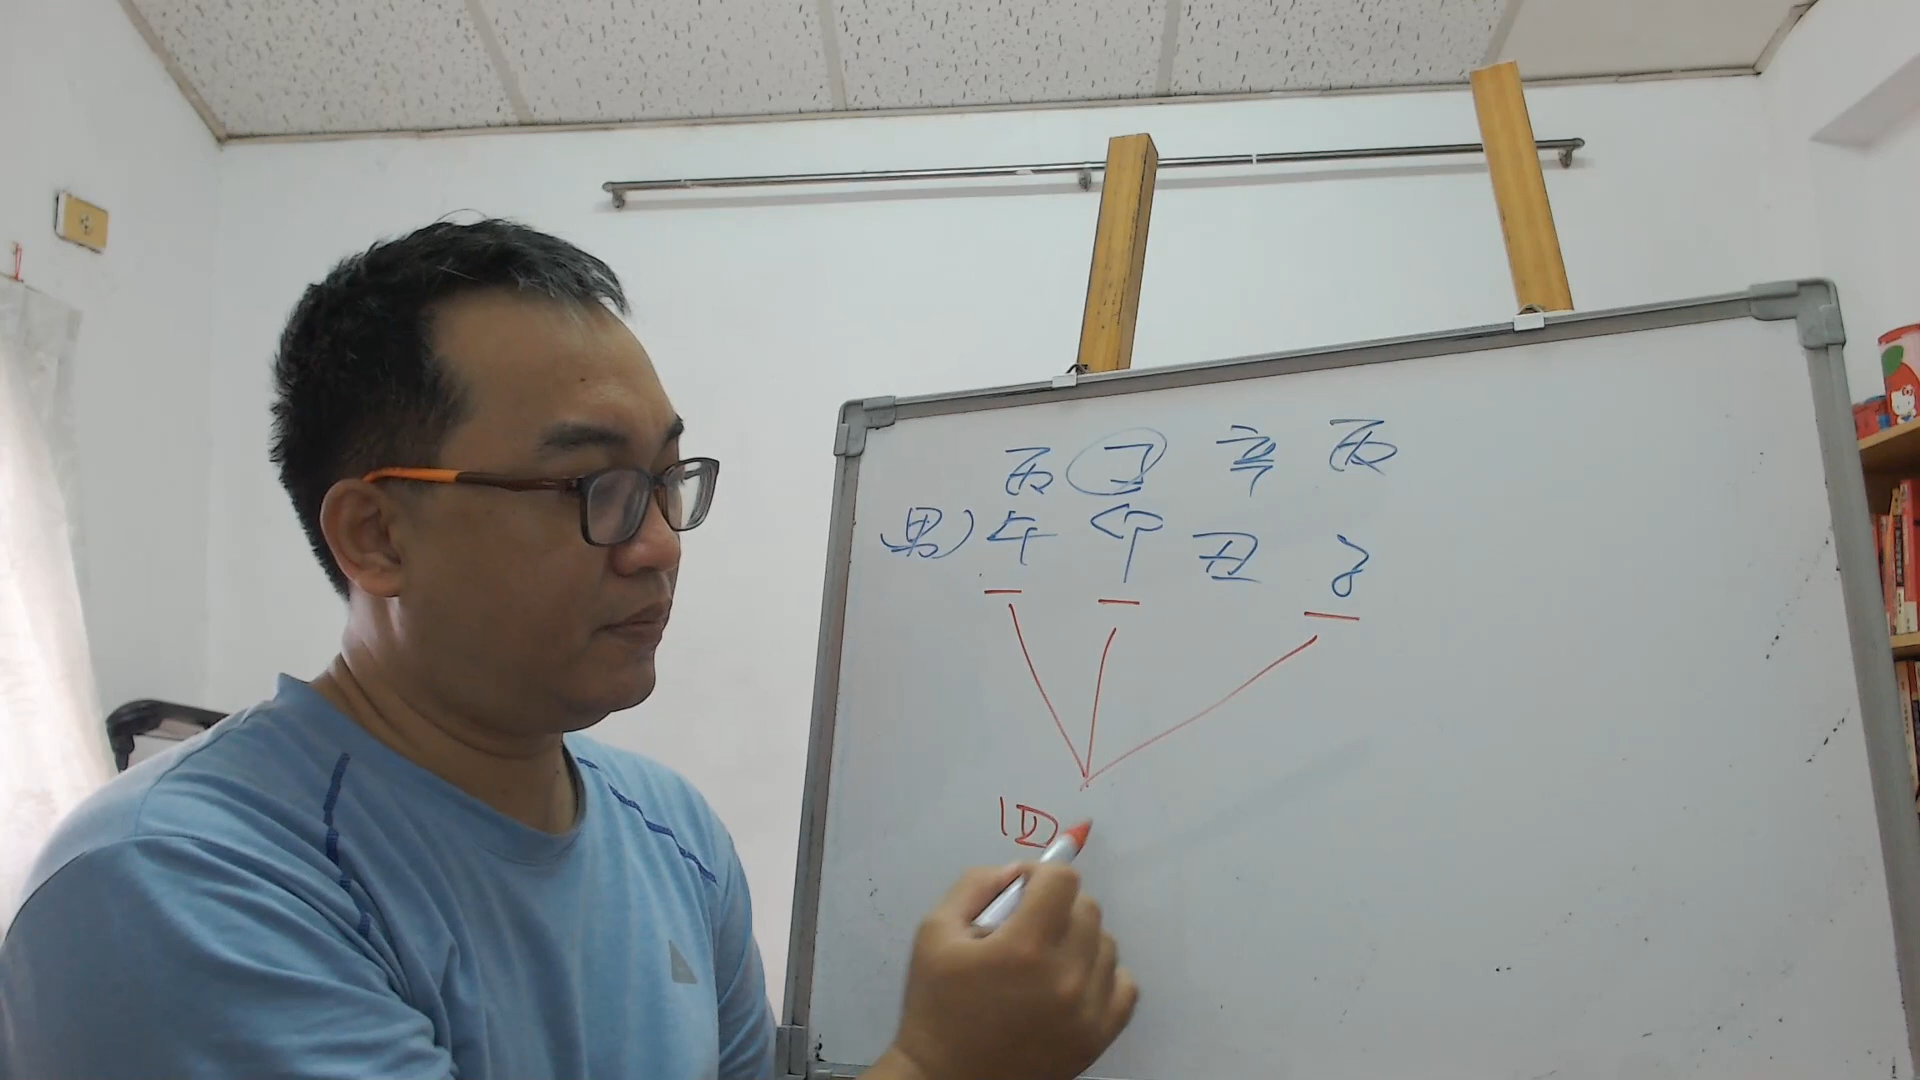 丙 丁 辛 丙
男) 午 卯 丑 子
四